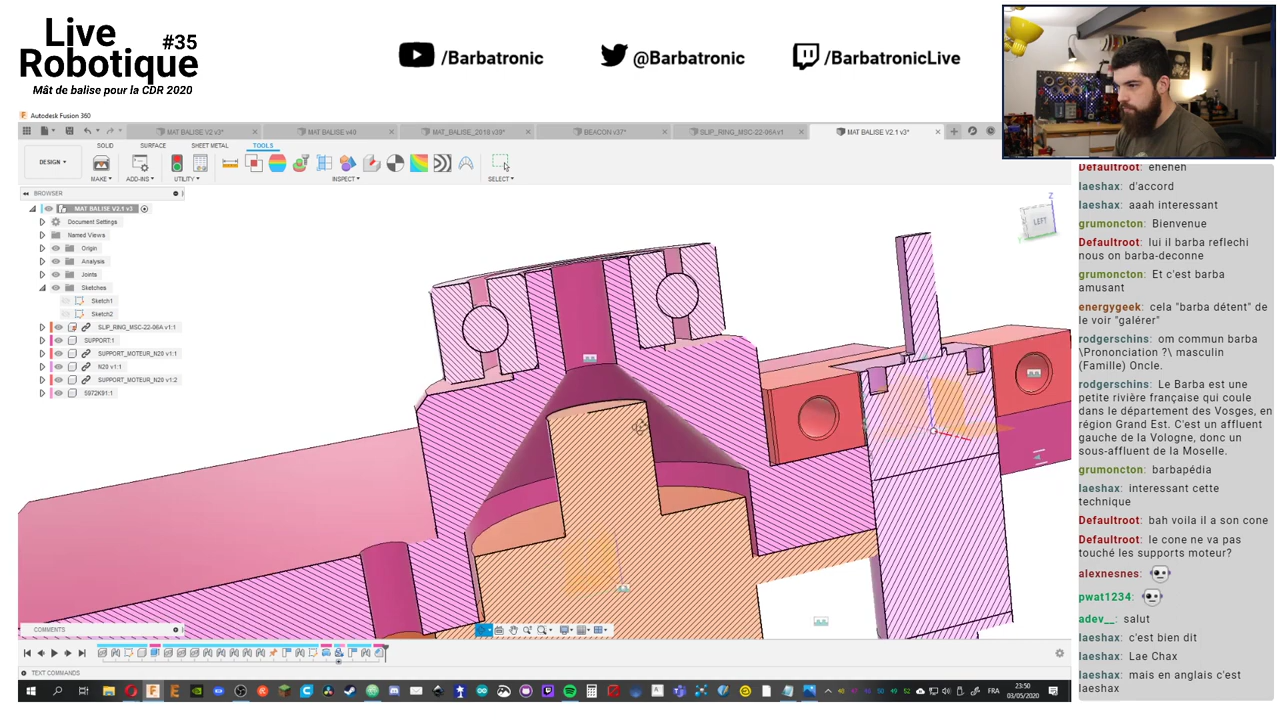 Live
Robotique #35
Mât de balise pour la CDR 2020
/Barbatronic
@Barbatronic
/BarbatronicLive
Autodesk Fusion 360
MAT BALISE V2 v3*
MAT BALISE v40
MAT_BALISE_2019 v39*
BEACON v37*
SLIP_RING_MSC-22-06A v1
MAT BALISE V2.1 v3*
SOLID
SURFACE
SHEET METAL
TOOLS
DESIGN
MAKE
ADD-INS
UTILITY
INSPECT
SELECT
BROWSER
MAT BALISE V2.1 v3
Document Settings
Named Views
Origin
Analysis
Joints
Sketches
Sketch1
Sketch2
SLIP_RING_MSC-22-06A v1:1
SUPPORT:1
SUPPORT_MOTEUR_N20 v1:1
N20 v1:1
SUPPORT_MOTEUR_N20 v1:2
5972K91:1
Z
LEFT
COMMENTS
TEXT COMMANDS
FRA
23:50
03/05/2020
Defaultroot: eheheh
laeshax: d'accord
laeshax: aaah interessant
grumoncton: Bienvenue
Defaultroot: lui il barba reflechi
nous on barba-deconne
grumoncton: Et c'est barba
amusant
energygeek: cela "barba détent" de
le voir "galérer"
rodgerschins: om commun barba
\Prononciation ?\ masculin
(Famille) Oncle.
rodgerschins: Le Barba est une
petite rivière française qui coule
dans le département des Vosges, en
région Grand Est. C'est un affluent
gauche de la Vologne, donc un
sous-affluent de la Moselle.
grumoncton: barbapédia
laeshax: interessant cette
technique
Defaultroot: bah voila il a son cone
Defaultroot: le cone ne va pas
touché les supports moteur?
alexnesnes:
pwat1234:
adev__: salut
laeshax: c'est bien dit
laeshax: Lae Chax
laeshax: mais en anglais c'est
laeshax